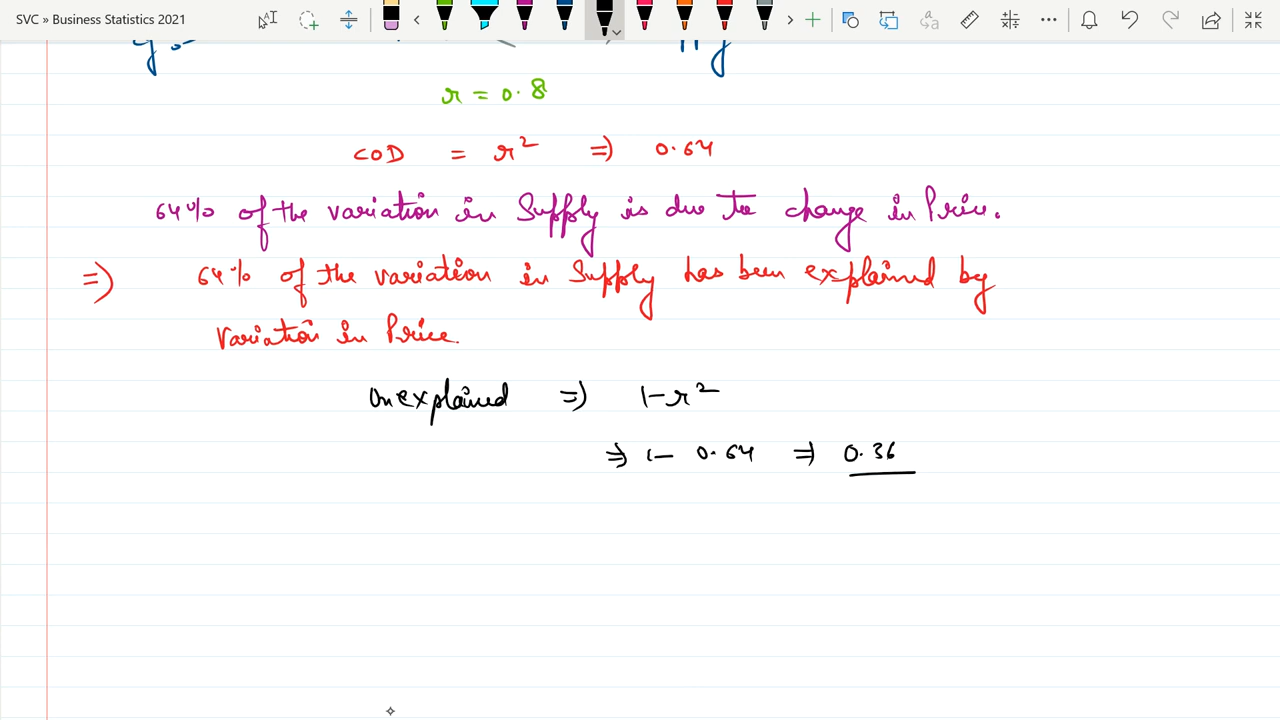 SVC » Business Statistics 2021
r = 0.8
COD = r² ⇒ 0.64
64% of the variation in Supply is due to change in Price.
⇒ 64% of the variation in Supply has been explained by
Variation in Price.
Unexplained ⇒ 1-r²
⇒ 1- 0.64 ⇒ 0.36